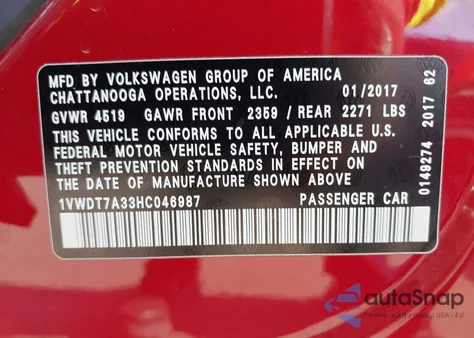 MFD BY VOLKSWAGEN GROUP OF AMERICA
CHATTANOOGA OPERATIONS, LLC. 01/2017
GVWR 4519 GAWR FRONT 2359 / REAR 2271 LBS
THIS VEHICLE CONFORMS TO ALL APPLICABLE U.S.
FEDERAL MOTOR VEHICLE SAFETY, BUMPER AND
THEFT PREVENTION STANDARDS IN EFFECT ON THE
DATE OF MANUFACTURE SHOWN ABOVE
1VWDT7A33HC046987 PASSENGER CAR
0149274 2017 62
autoSnap